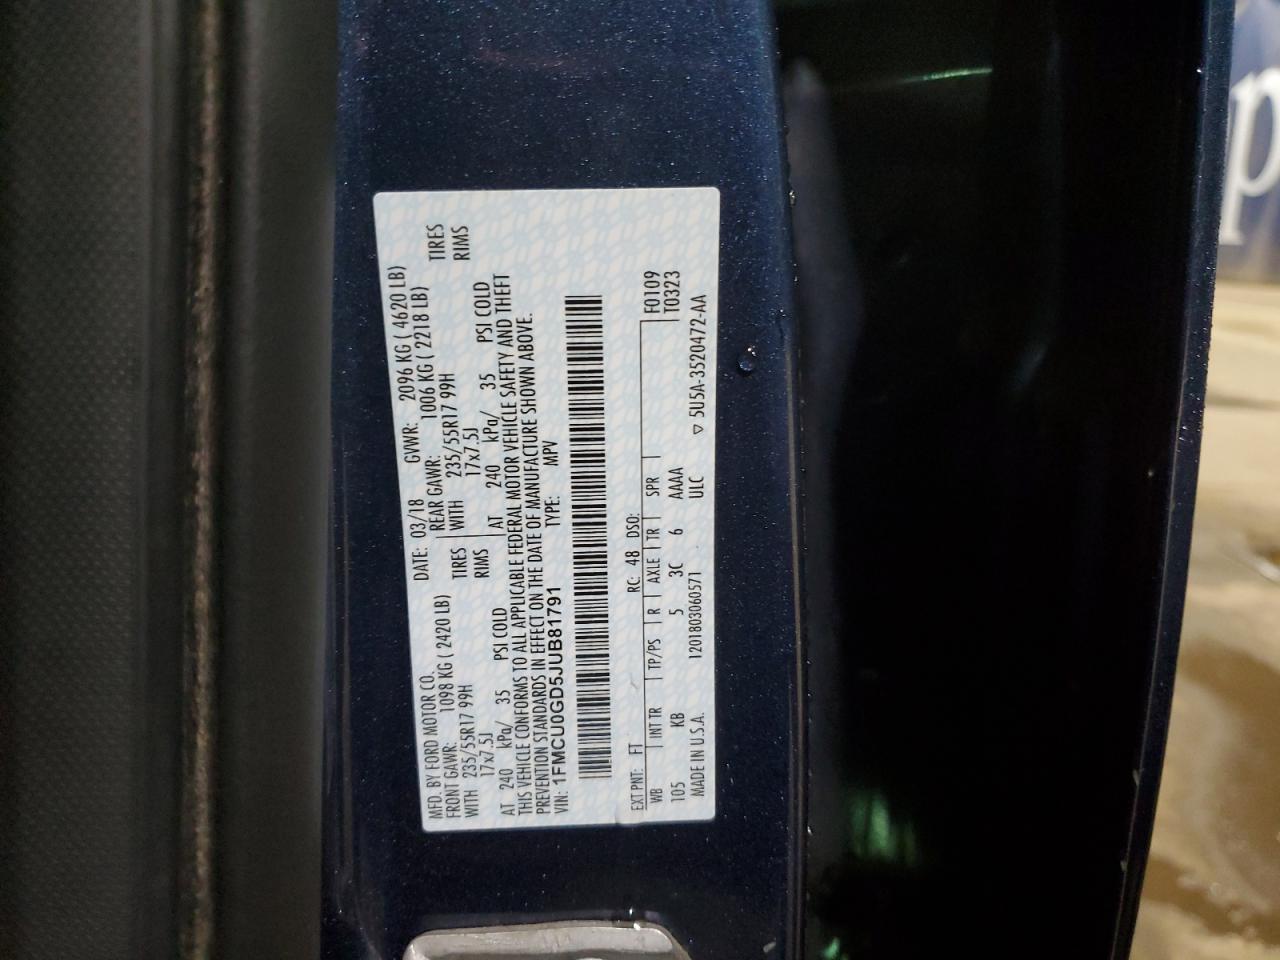 MFD. BY FORD MOTOR CO.
DATE: 03/18 GVWR: 2096 KG ( 4620 LB)
FRONT GAWR: 1098 KG ( 2420 LB) REAR GAWR: 1006 KG ( 2218 LB)
WITH 235/55R17 99H TIRES WITH 235/55R17 99H TIRES
17x7.5J RIMS 17x7.5J RIMS
AT 240 kPa/ 35 PSI COLD AT 240 kPa/ 35 PSI COLD
THIS VEHICLE CONFORMS TO ALL APPLICABLE FEDERAL MOTOR VEHICLE SAFETY AND THEFT
PREVENTION STANDARDS IN EFFECT ON THE DATE OF MANUFACTURE SHOWN ABOVE.
VIN: 1FMCU0GD5JUB81791 TYPE: MPV
EXT PNT: FT RC: 48 DSO: F0109
WB INT TR TP/PS R AXLE TR SPR T0323
105 KB 5 3C 6 AAAA
MADE IN U.S.A. 1201803060571 ULC ▽ 5U5A-3520472-AA
p